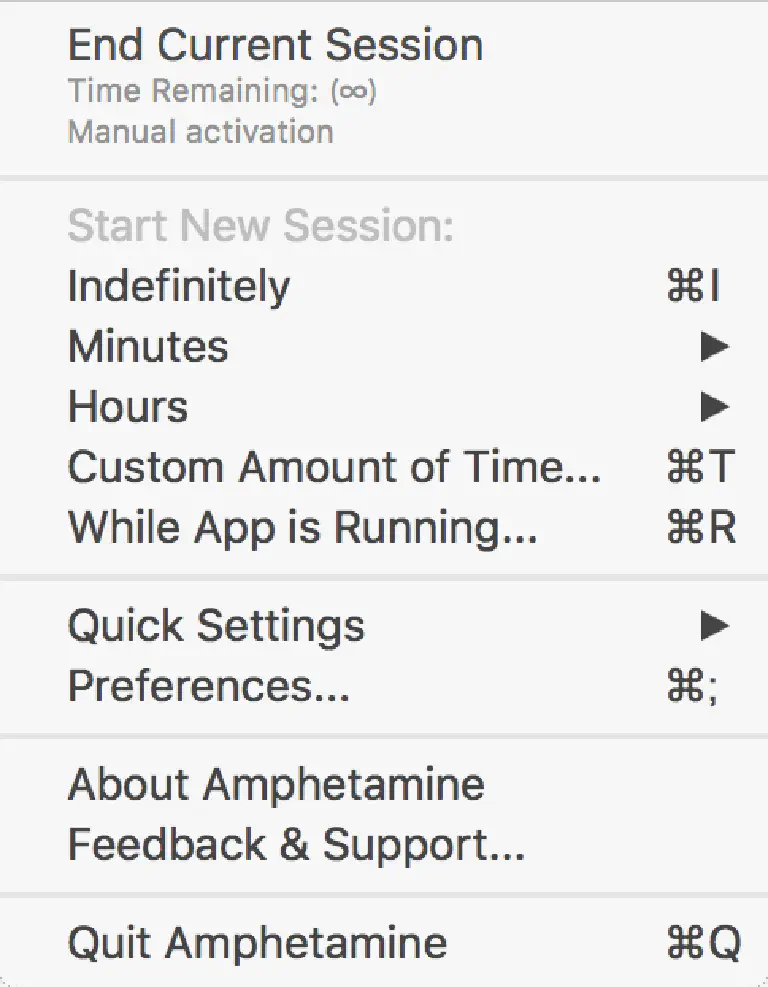 End Current Session
Time Remaining: (∞)
Manual activation
Start New Session:
Indefinitely ⌘I
Minutes ▶
Hours ▶
Custom Amount of Time... ⌘T
While App is Running... ⌘R
Quick Settings ▶
Preferences... ⌘;
About Amphetamine
Feedback & Support...
Quit Amphetamine ⌘Q